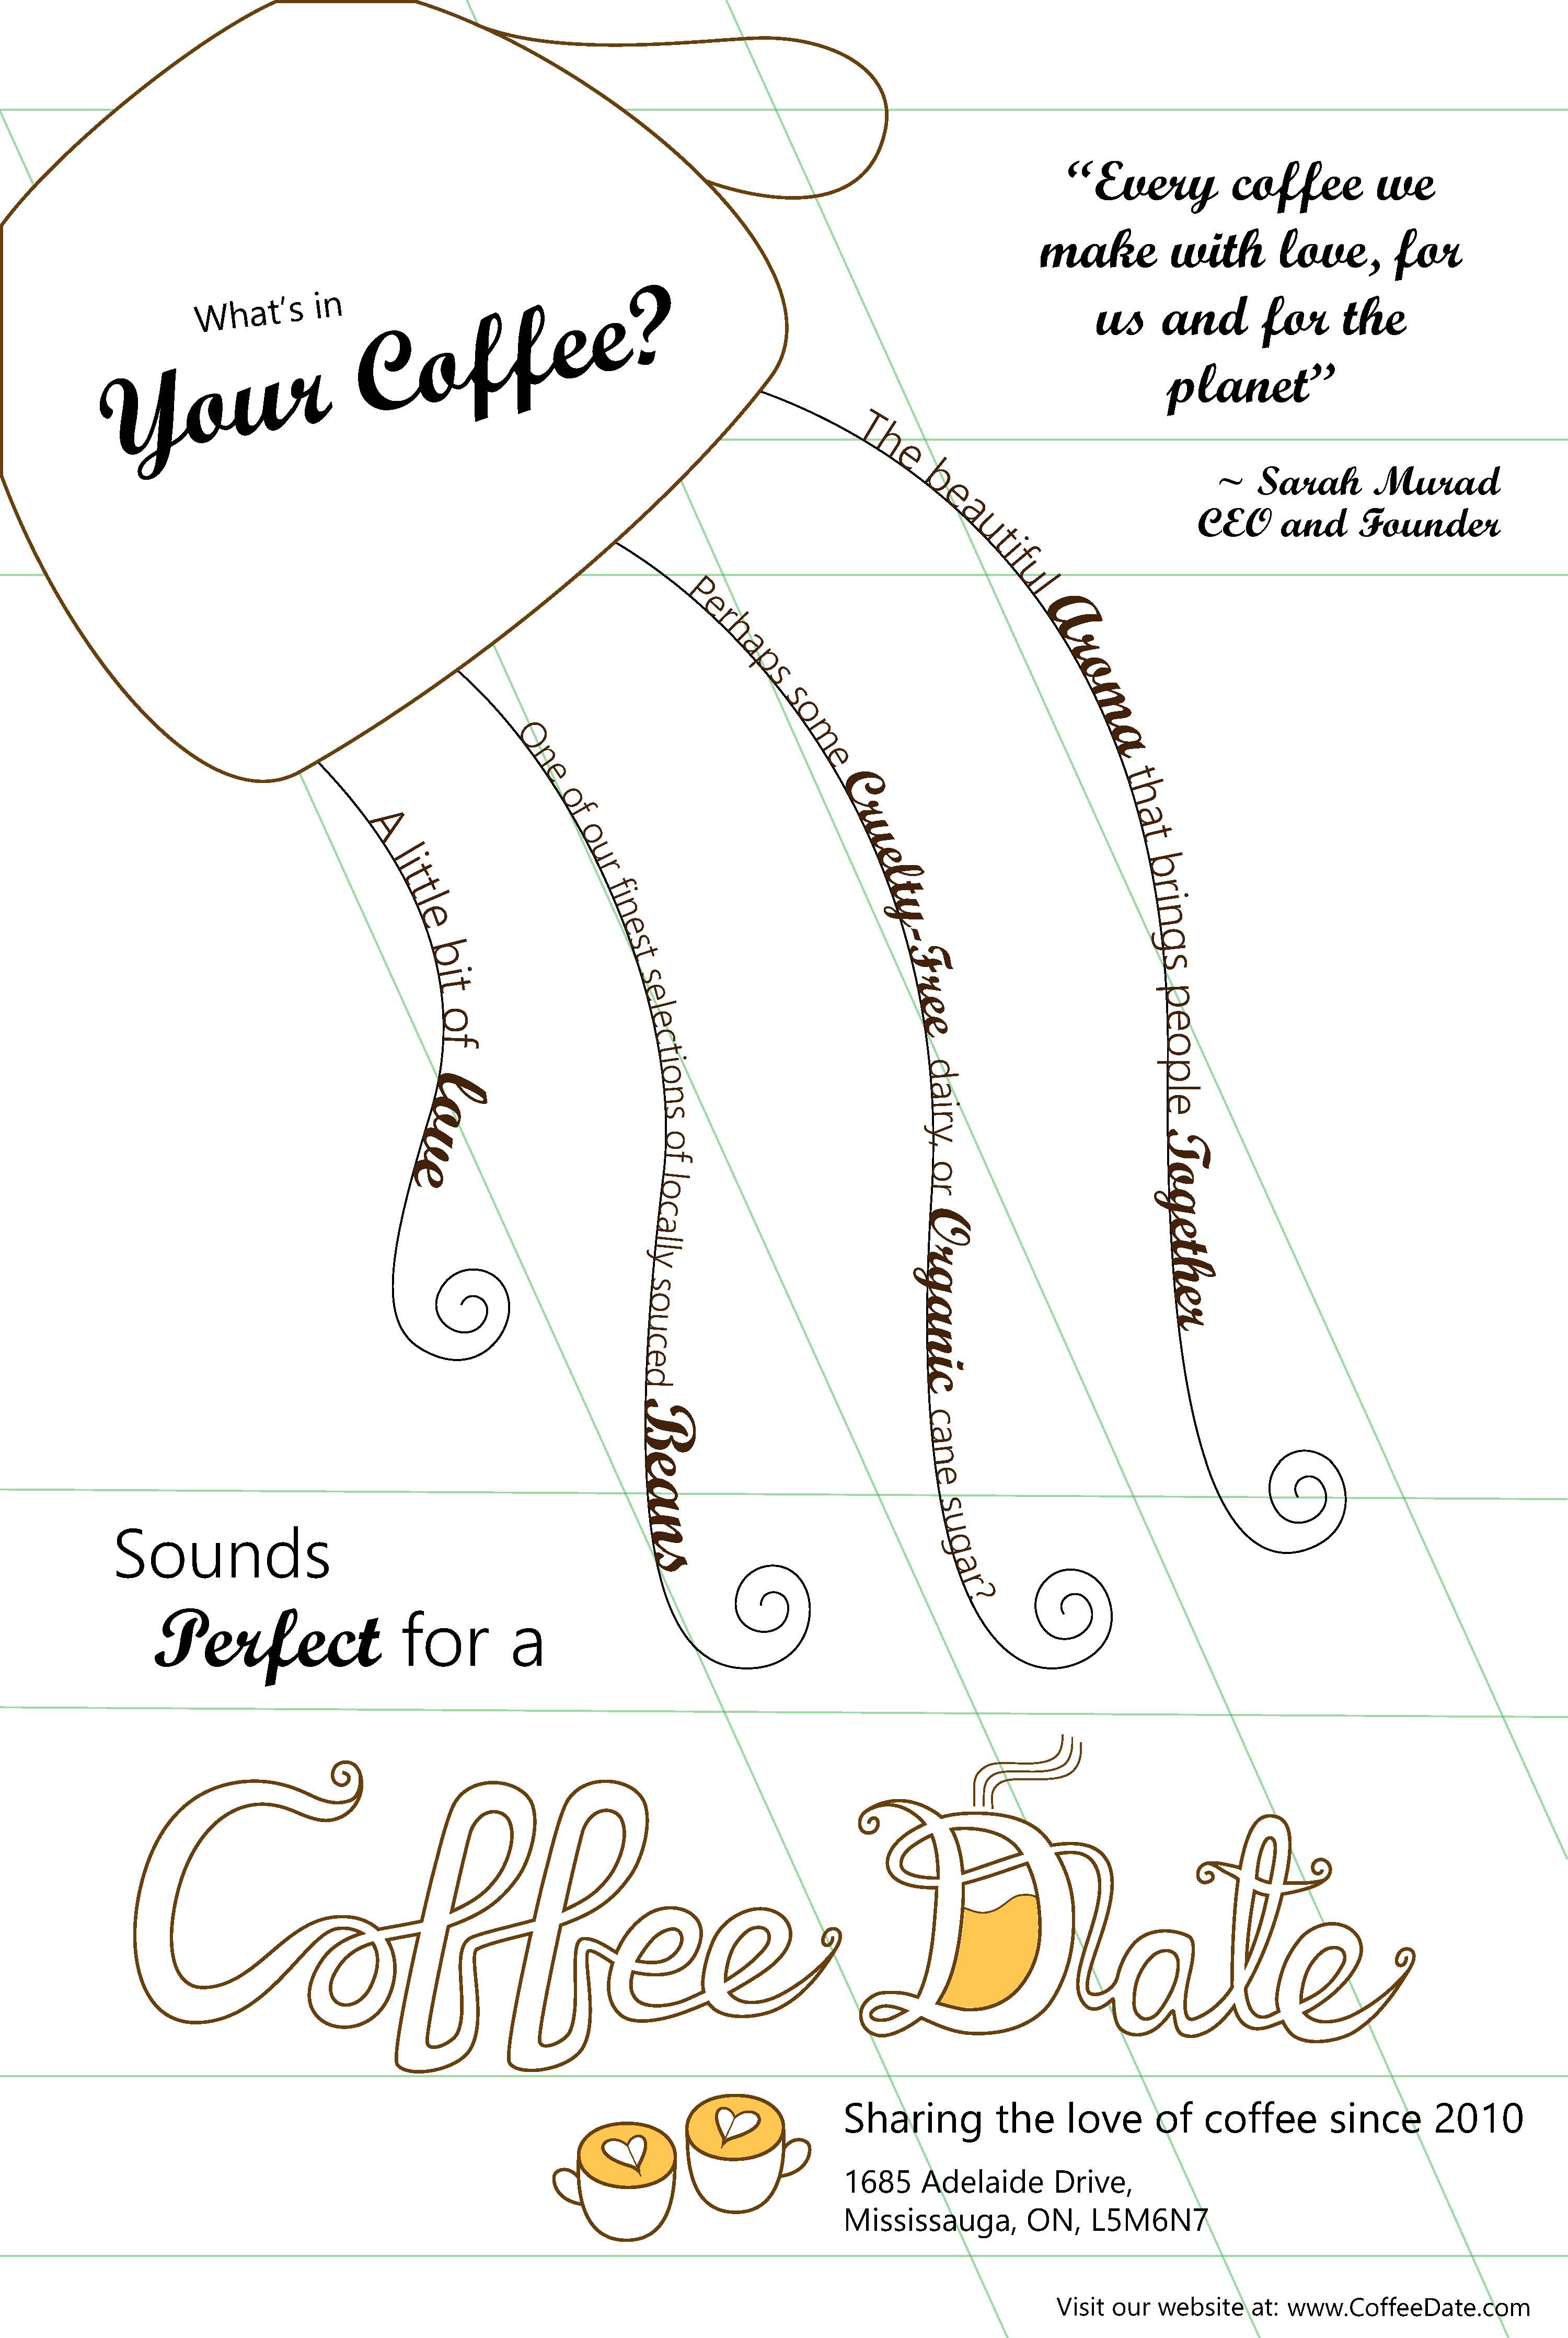 What's in
Your Coffee?
“Every coffee we
make with love, for
us and for the
planet”
~ Sarah Murad
CEO and Founder
The beautiful Aroma that brings people Together
Perhaps some Cruelty-Free dairy, or Organic cane sugar?
One of our finest selections of locally souced Beans
A little bit of love
Sounds
Perfect for a
Coffee Date
Sharing the love of coffee since 2010
1685 Adelaide Drive,
Mississauga, ON, L5M6N7
Visit our website at: www.CoffeeDate.com